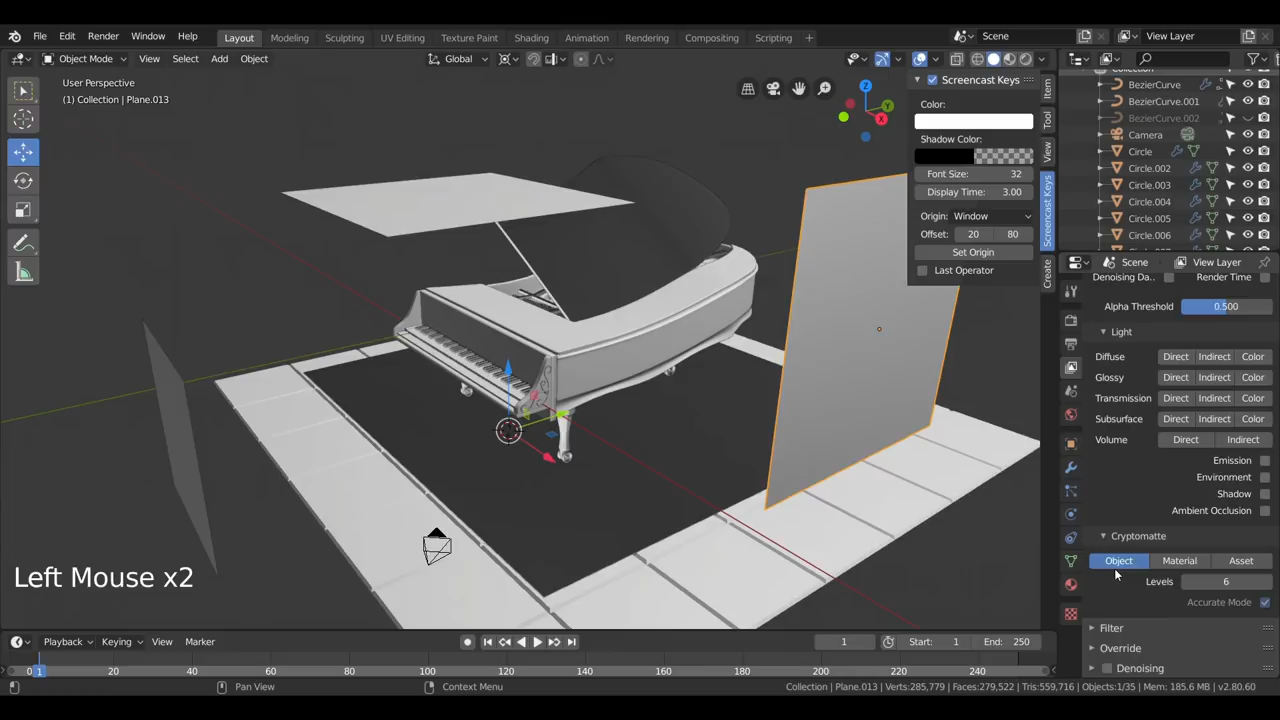 File Edit Render Window Help Layout Modeling Sculpting UV Editing Texture Paint Shading Animation Rendering Compositing Scripting + Scene View Layer
Object Mode View Select Add Object Global
User Perspective
(1) Collection | Plane.013
Z
Y
X
Screencast Keys
Color:
Shadow Color:
Font Size: 32
Display Time: 3.00
Origin: Window
Offset: 20 80
Set Origin
Last Operator
Item
Tool
View
Screencast Keys
Create
BezierCurve
BezierCurve.001
BezierCurve.002
Camera
Circle
Circle.002
Circle.003
Circle.004
Circle.005
Circle.006
Scene View Layer
Denoising Da.. Render Time
Alpha Threshold 0.500
Light
Diffuse Direct Indirect Color
Glossy Direct Indirect Color
Transmission Direct Indirect Color
Subsurface Direct Indirect Color
Volume Direct Indirect
Emission
Environment
Shadow
Ambient Occlusion
Cryptomatte
Object Material Asset
Levels 6
Accurate Mode
Filter
Override
Denoising
Left Mouse x2
Playback Keying View Marker 1 Start: 1 End: 250
0 1 20 40 60 80 100 120 140 160 180 200 220 240
Pan View Context Menu Collection | Plane.013 | Verts:285,779 | Faces:279,522 | Tris:559,716 | Objects:1/35 | Mem: 185.6 MB | v2.80.60